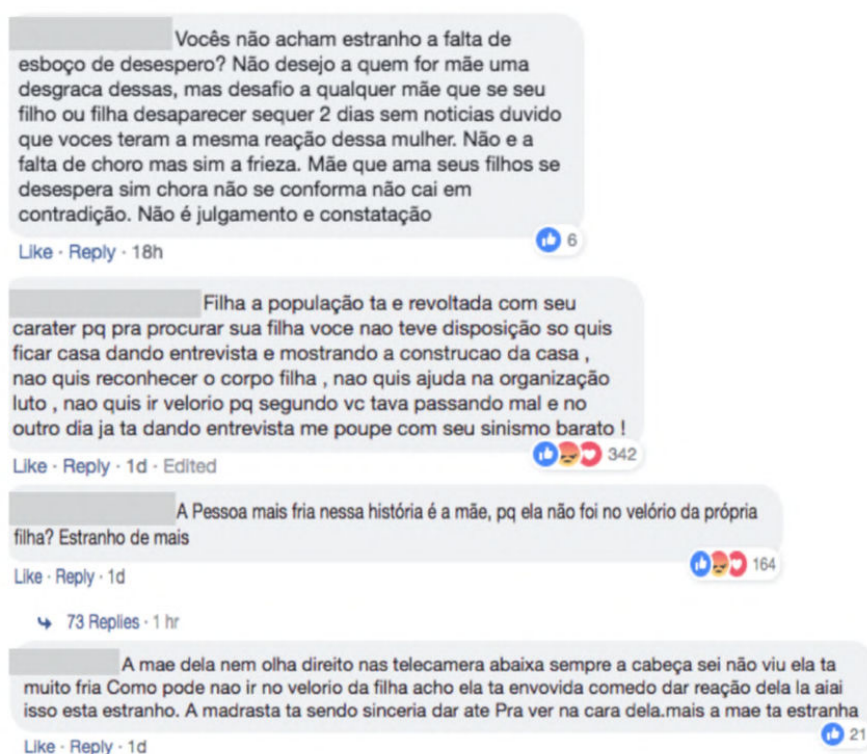 Vocês não acham estranho a falta de
esboço de desespero? Não desejo a quem for mãe uma
desgraca dessas, mas desafio a qualquer mãe que se seu
filho ou filha desaparecer sequer 2 dias sem noticias duvido
que voces teram a mesma reação dessa mulher. Não e a
falta de choro mas sim a frieza. Mãe que ama seus filhos se
desespera sim chora não se conforma não cai em
contradição. Não é julgamento e constatação
6
Like · Reply · 18h
Filha a população ta e revoltada com seu
carater pq pra procurar sua filha voce nao teve disposição so quis
ficar casa dando entrevista e mostrando a construcao da casa ,
nao quis reconhecer o corpo filha , nao quis ajuda na organização
luto , nao quis ir velorio pq segundo vc tava passando mal e no
outro dia ja ta dando entrevista me poupe com seu sinismo barato !
342
Like · Reply · 1d · Edited
A Pessoa mais fria nessa história é a mãe, pq ela não foi no velório da própria
filha? Estranho de mais
164
Like · Reply · 1d
73 Replies · 1 hr
A mae dela nem olha direito nas telecamera abaixa sempre a cabeça sei não viu ela ta
muito fria Como pode nao ir no velorio da filha acho ela ta envovida comedo dar reação dela la aiai
isso esta estranho. A madrasta ta sendo sinceria dar ate Pra ver na cara dela.mais a mae ta estranha
21
Like · Reply · 1d